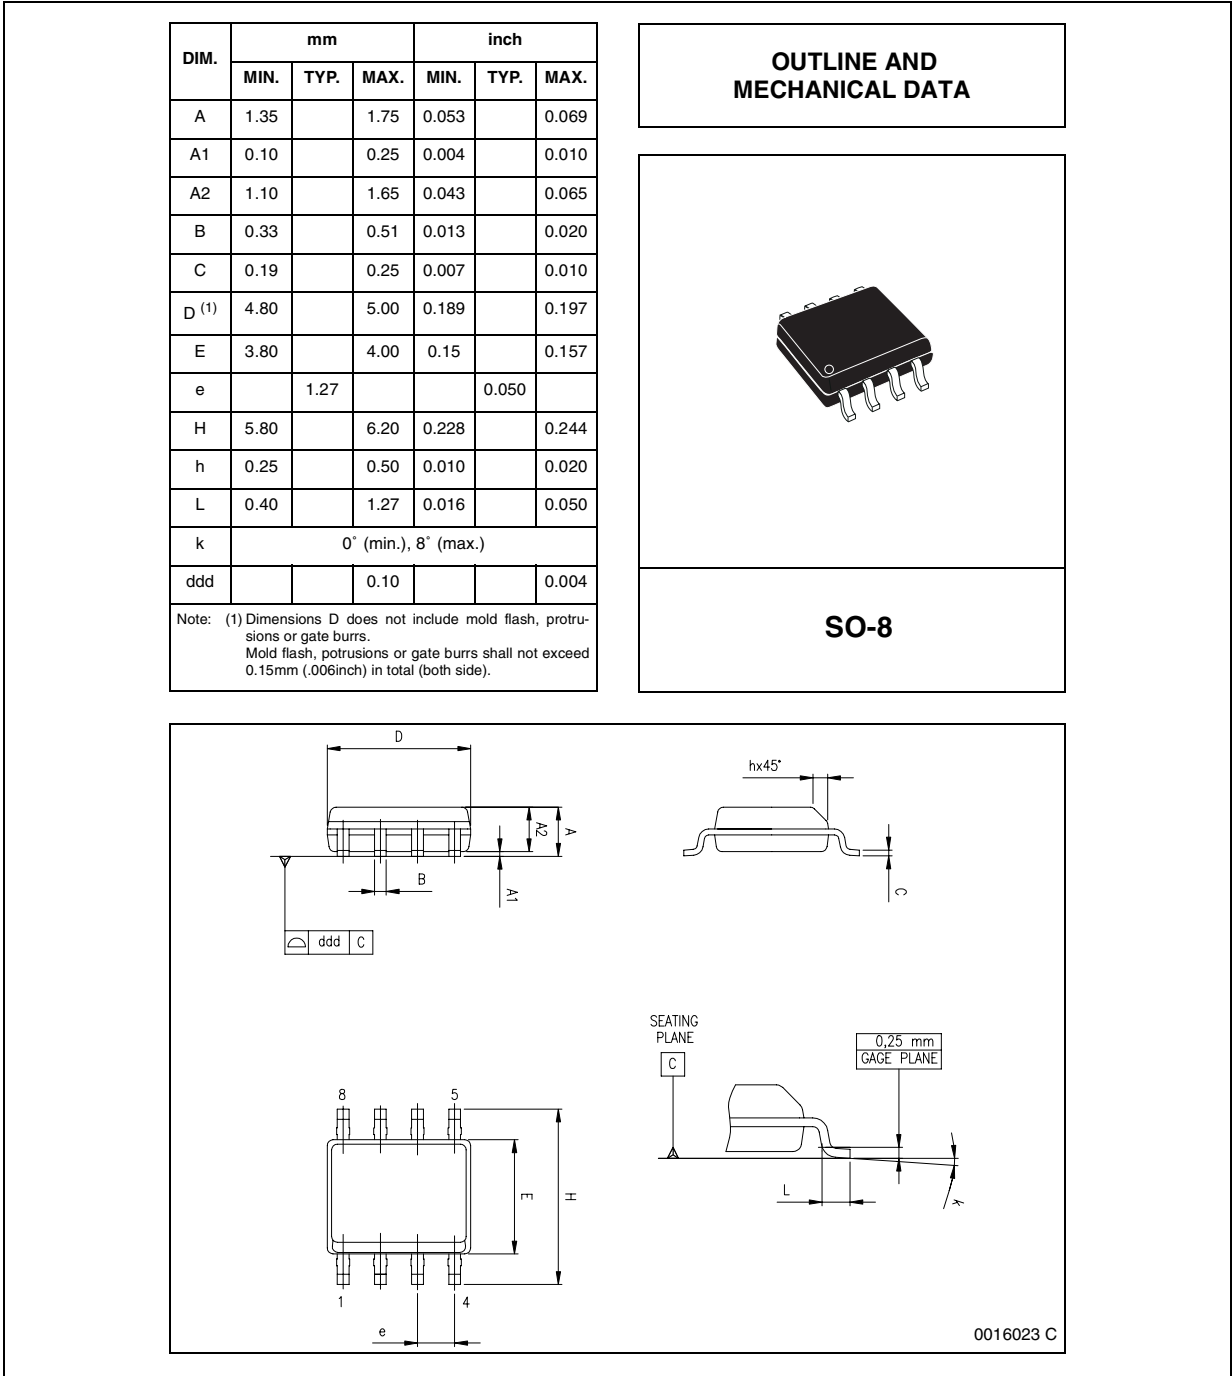 DIM. mm inch
MIN. TYP. MAX. MIN. TYP. MAX.
A 1.35 1.75 0.053 0.069
A1 0.10 0.25 0.004 0.010
A2 1.10 1.65 0.043 0.065
B 0.33 0.51 0.013 0.020
C 0.19 0.25 0.007 0.010
D (1) 4.80 5.00 0.189 0.197
E 3.80 4.00 0.15 0.157
e 1.27 0.050
H 5.80 6.20 0.228 0.244
h 0.25 0.50 0.010 0.020
L 0.40 1.27 0.016 0.050
k 0˚ (min.), 8˚ (max.)
ddd 0.10 0.004
Note: (1) Dimensions D does not include mold flash, protru-
sions or gate burrs.
Mold flash, potrusions or gate burrs shall not exceed
0.15mm (.006inch) in total (both side).
OUTLINE AND
MECHANICAL DATA
SO-8
D
hx45°
A2
A
B
A1
C
ddd C
SEATING
PLANE
C
0,25 mm
GAGE PLANE
8 5
E
H
L
k
1 4
e
0016023 C